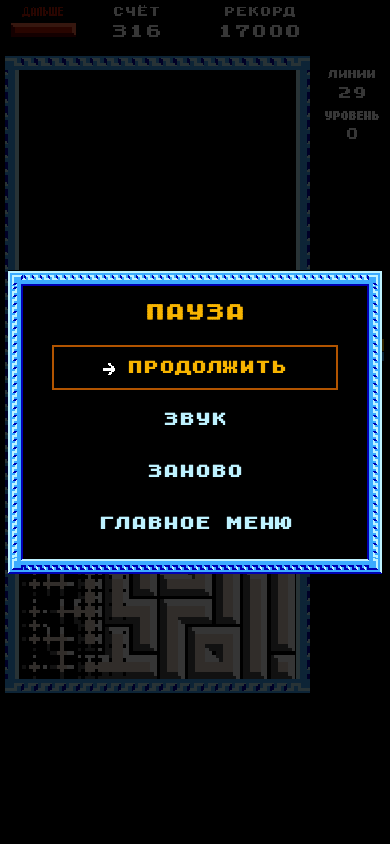 ДАЛЬШЕ
СЧЁТ
316
РЕКОРД
17000
ЛИНИИ
29
УРОВЕНЬ
0
ПАУЗА
→ ПРОДОЛЖИТЬ
ЗВУК
ЗАНОВО
ГЛАВНОЕ МЕНЮ